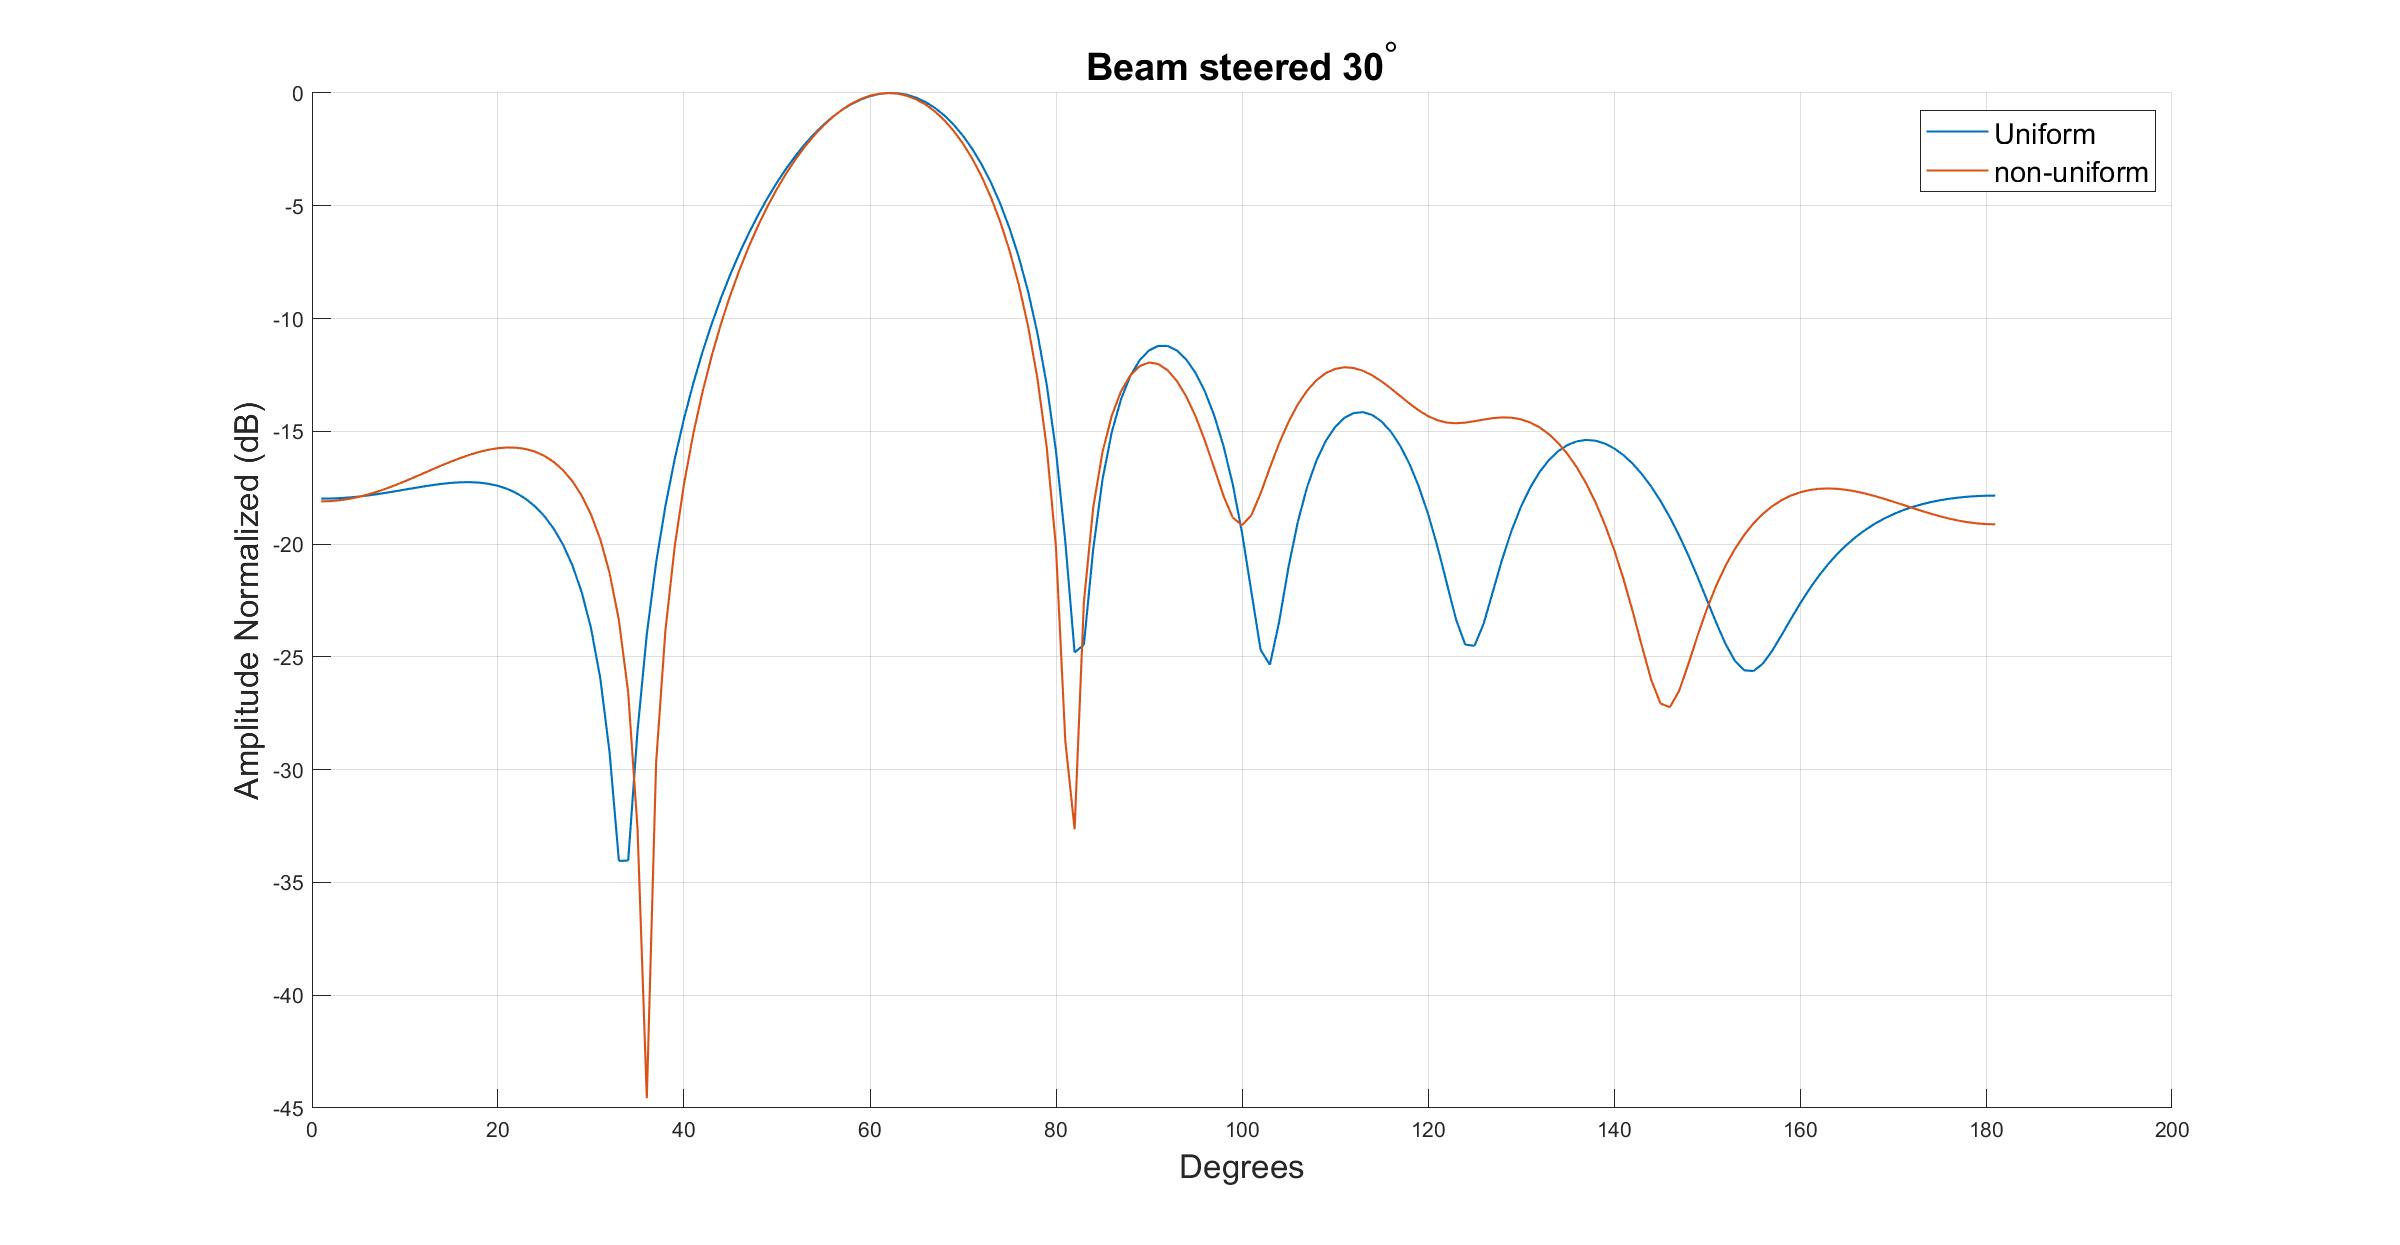 Beam steered 30°
Uniform
non-uniform
Amplitude Normalized (dB)
0
-5
-10
-15
-20
-25
-30
-35
-40
-45
0 20 40 60 80 100 120 140 160 180 200
Degrees